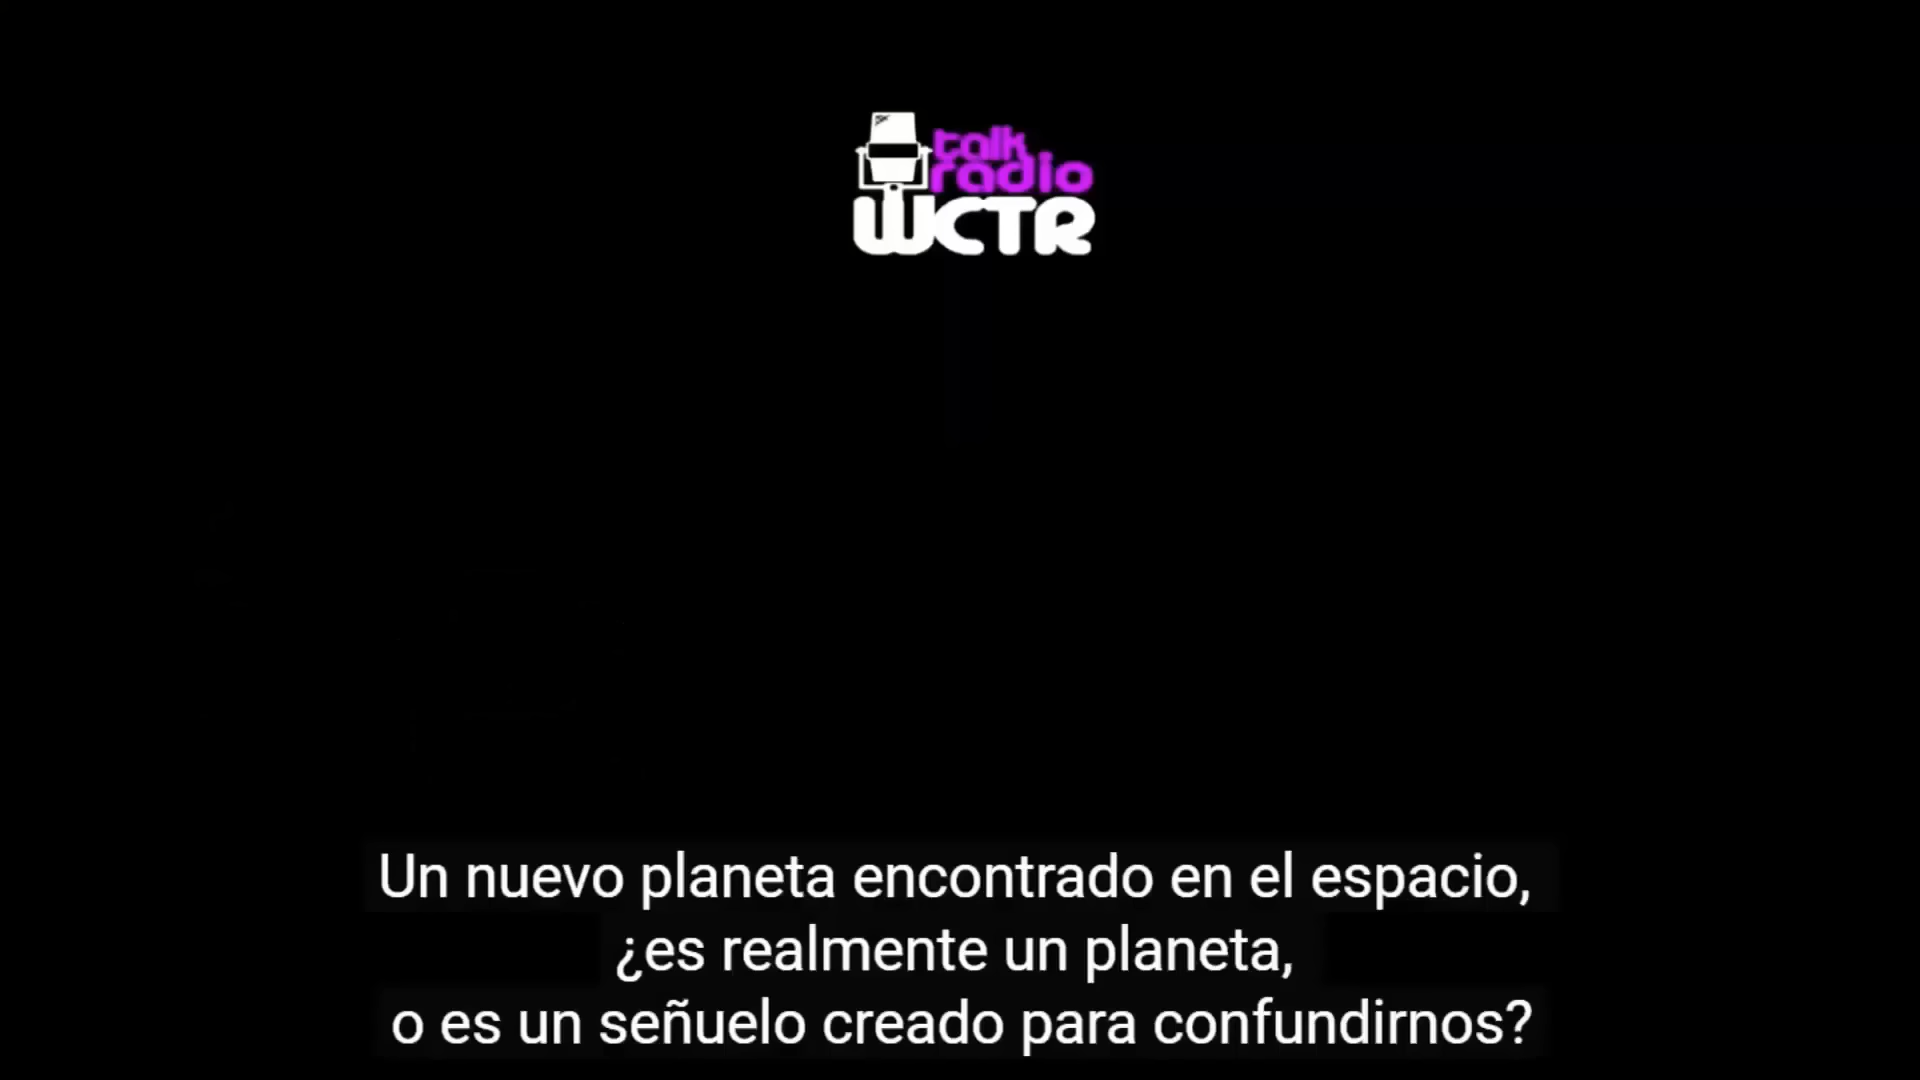 talk
radio
WCTR
Un nuevo planeta encontrado en el espacio,
¿es realmente un planeta,
o es un señuelo creado para confundirnos?